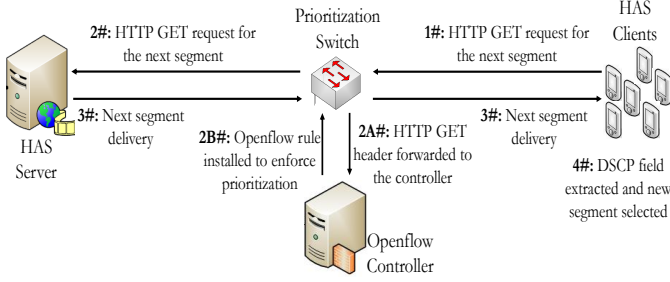 Prioritization
Switch
HAS
Clients
2#: HTTP GET request for
the next segment
1#: HTTP GET request for
the next segment
3#: Next segment
delivery
HAS
Server
2B#: Openflow rule
installed to enforce
prioritization
2A#: HTTP GET
header forwarded to
the controller
3#: Next segment
delivery
4#: DSCP field
extracted and new
segment selected
Openflow
Controller